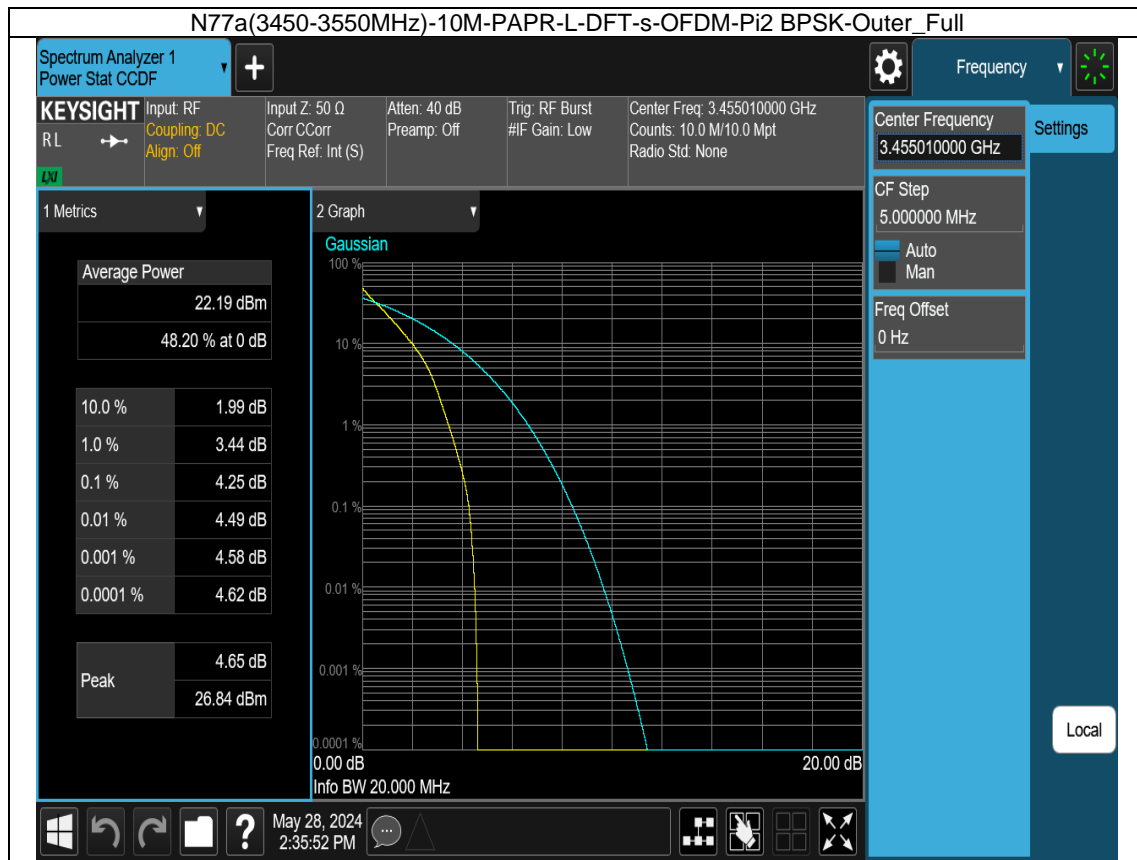 N77a(3450-3550MHz)-10M-PAPR-L-DFT-s-OFDM-Pi2 BPSK-Outer_Full
Spectrum Analyzer 1
Power Stat CCDF
+
Frequency
KEYSIGHT
RL
LXI
Input: RF
Coupling: DC
Align: Off
Input Z: 50 Ω
Corr CCorr
Freq Ref: Int (S)
Atten: 40 dB
Preamp: Off
Trig: RF Burst
#IF Gain: Low
Center Freq: 3.455010000 GHz
Counts: 10.0 M/10.0 Mpt
Radio Std: None
Center Frequency
3.455010000 GHz
Settings
CF Step
5.000000 MHz
Auto
Man
Freq Offset
0 Hz
1 Metrics
Average Power
22.19 dBm
48.20 % at 0 dB
10.0 % 1.99 dB
1.0 % 3.44 dB
0.1 % 4.25 dB
0.01 % 4.49 dB
0.001 % 4.58 dB
0.0001 % 4.62 dB
Peak
4.65 dB
26.84 dBm
2 Graph
Gaussian
100 %
10 %
1 %
0.1 %
0.01 %
0.001 %
0.0001 %
0.00 dB 20.00 dB
Info BW 20.000 MHz
Local
?
May 28, 2024
2:35:52 PM